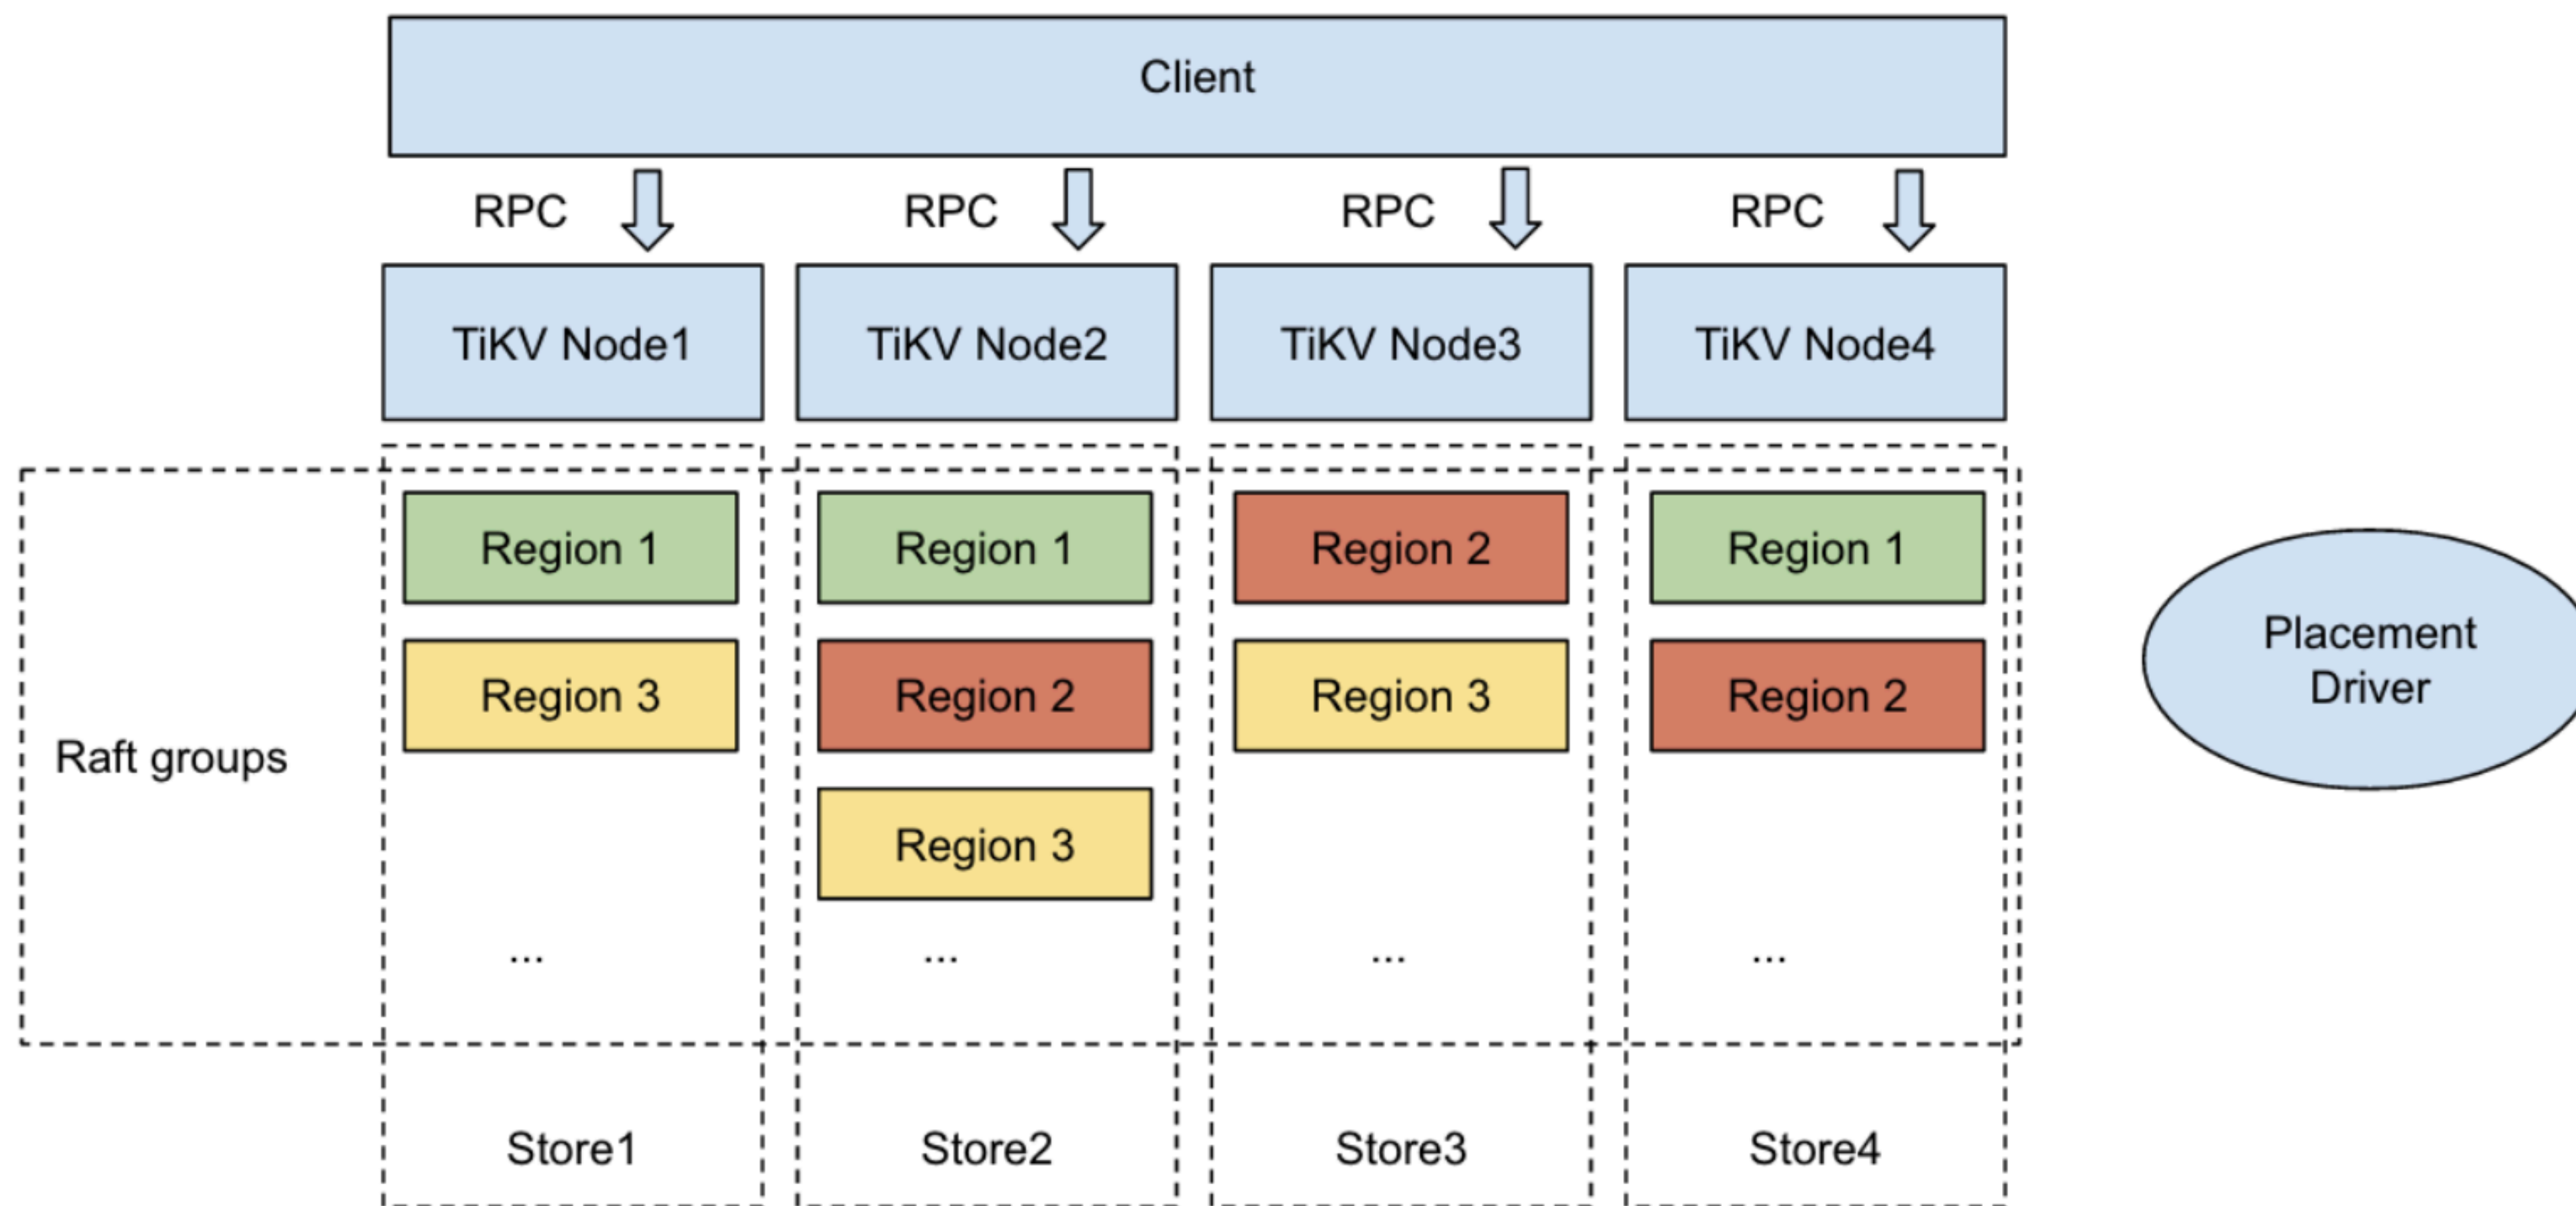 Client
RPC RPC RPC RPC
TiKV Node1 TiKV Node2 TiKV Node3 TiKV Node4
Region 1 Region 1 Region 2 Region 1
Region 3 Region 2 Region 3 Region 2
Region 3
Raft groups
... ... ... ...
Store1 Store2 Store3 Store4
Placement
Driver